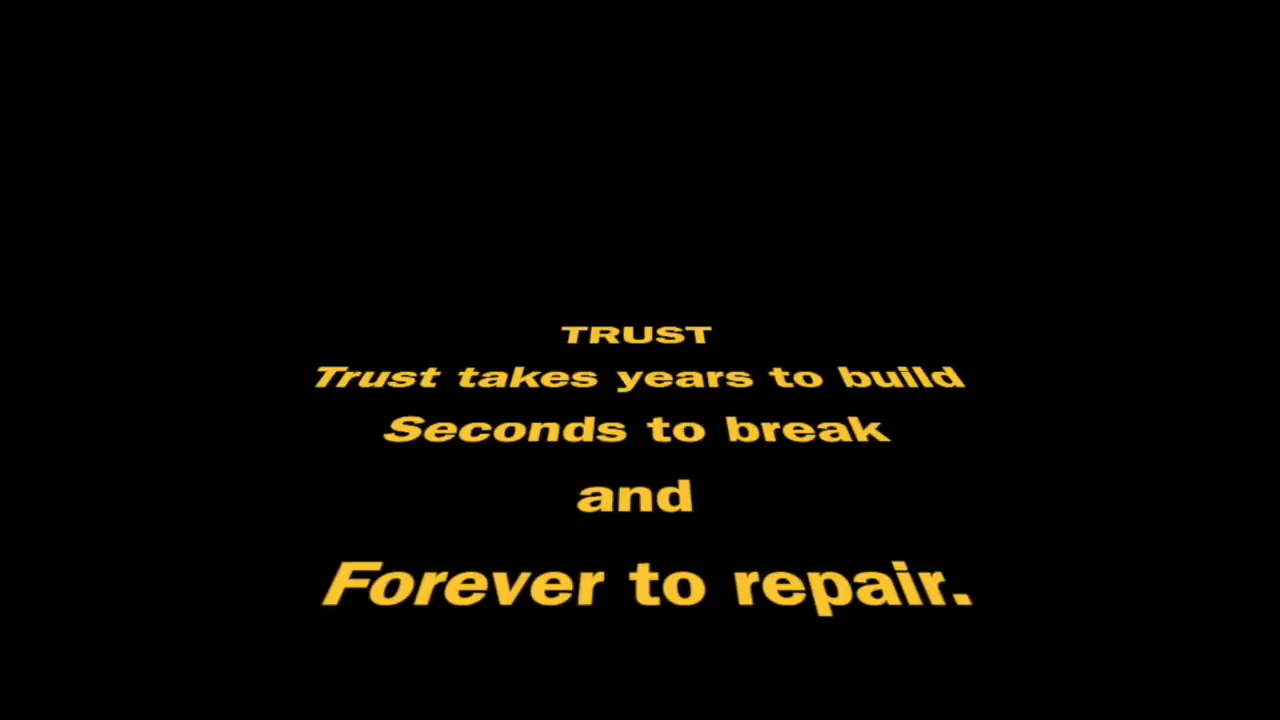 TRUST
Trust takes years to build
Seconds to break
and
Forever to repair.